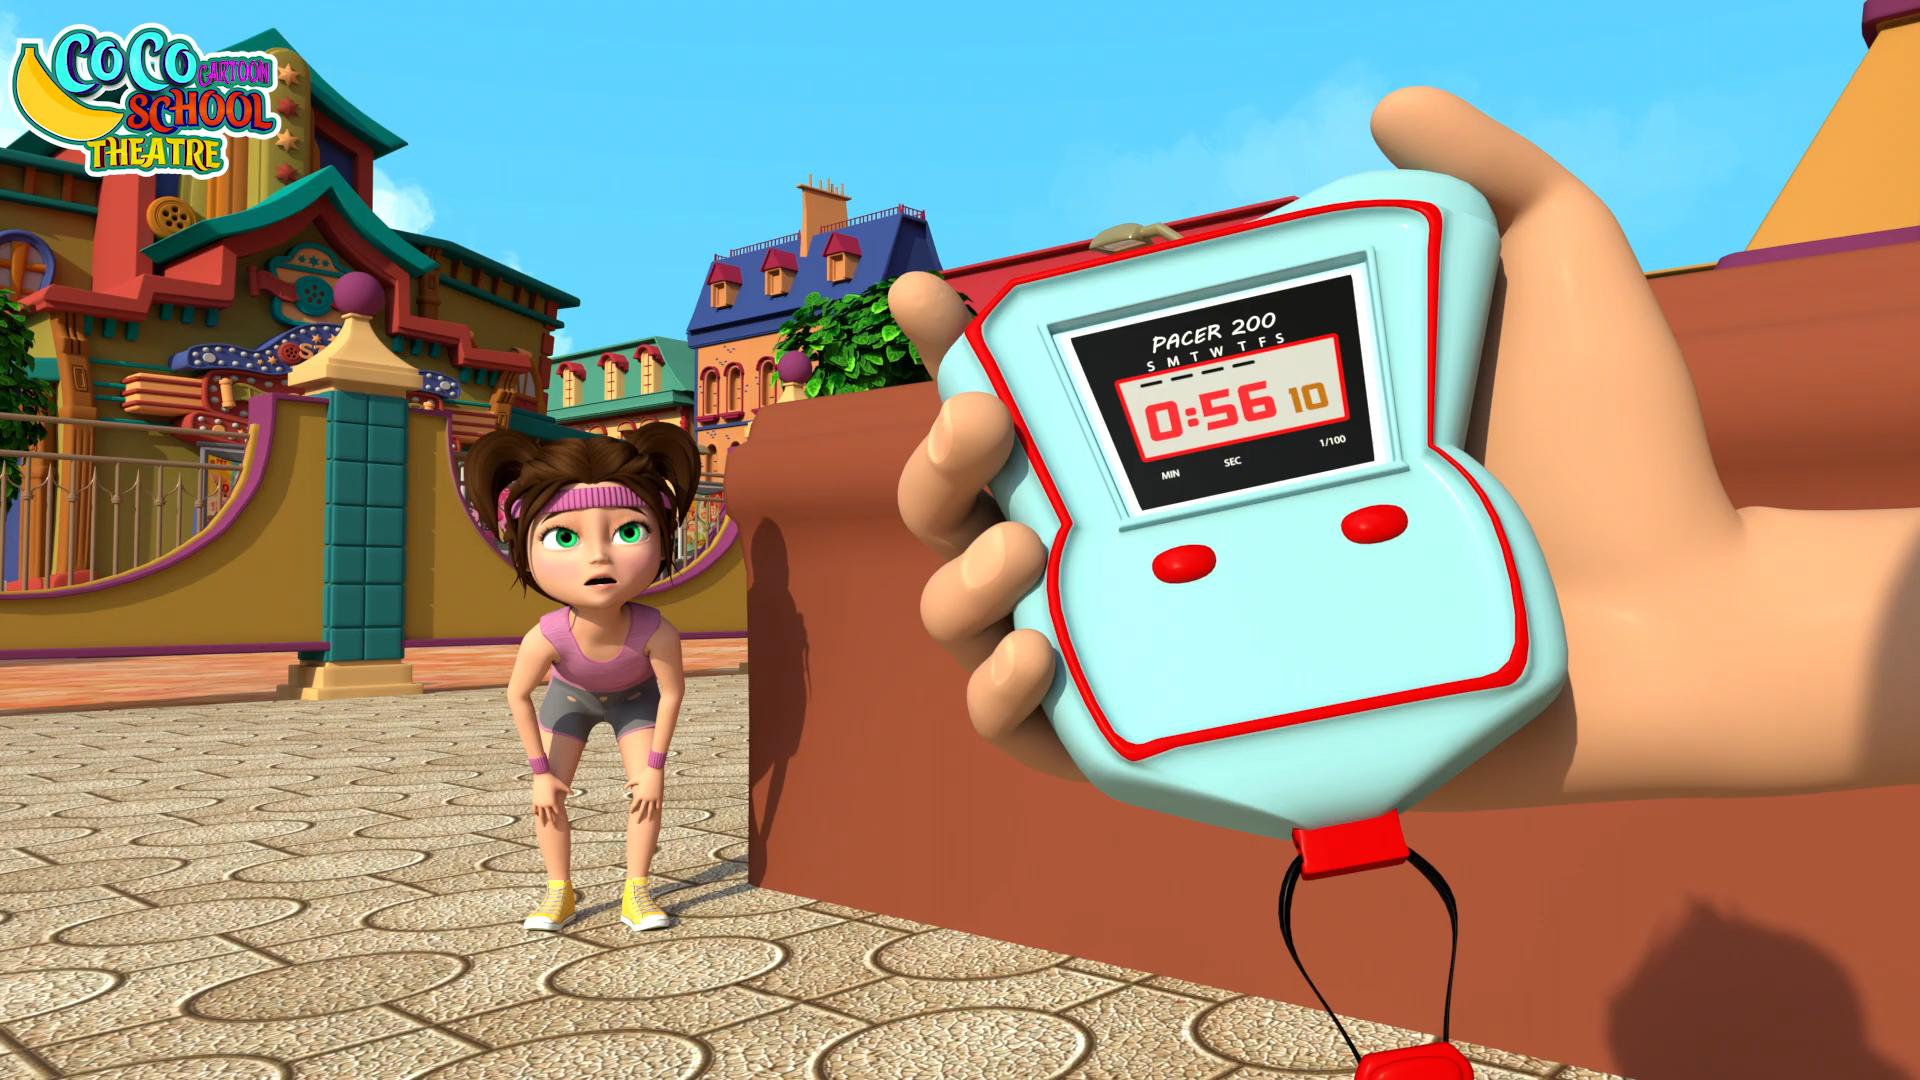 COCO CARTOON
SCHOOL
THEATRE
PACER 200
S M T W T F S
0:56 10
MIN SEC 1/100